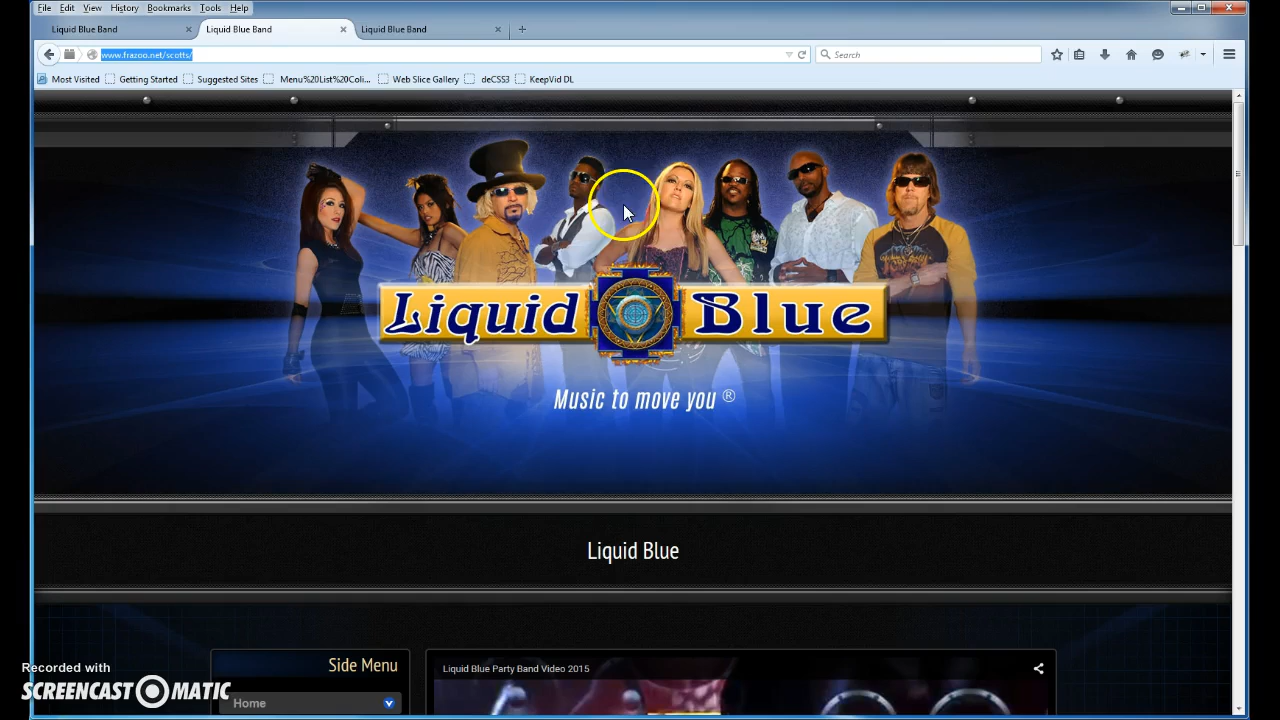 File Edit View History Bookmarks Tools Help
Liquid Blue Band Liquid Blue Band Liquid Blue Band
www.frazoo.net/scotts/ Search
Most Visited Getting Started Suggested Sites Menu%20List%20Coli... Web Slice Gallery deCSS3 KeepVid DL
Liquid Blue
Music to move you ®
Liquid Blue
Side Menu
Home
Liquid Blue Party Band Video 2015
Recorded with
SCREENCAST MATIC